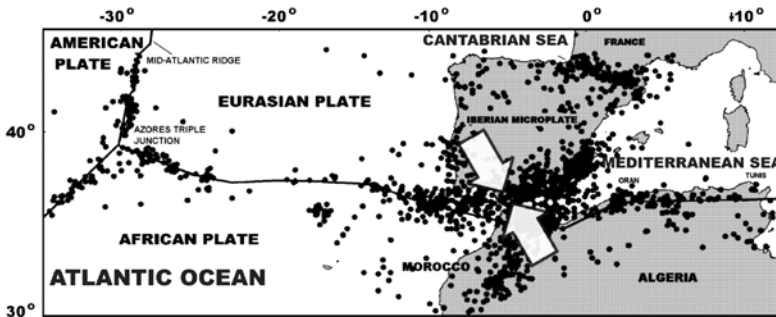 -30° -20° -10° 0° +10°
AMERICAN
PLATE
MID-ATLANTIC RIDGE
CANTABRIAN SEA
FRANCE
EURASIAN PLATE
IBERIAN MICROPLATE
40°
AZORES TRIPLE
JUNCTION
MEDITERRANEAN SEA
ORAN
TUNIS
AFRICAN PLATE
MOROCCO
ATLANTIC OCEAN
ALGERIA
30°